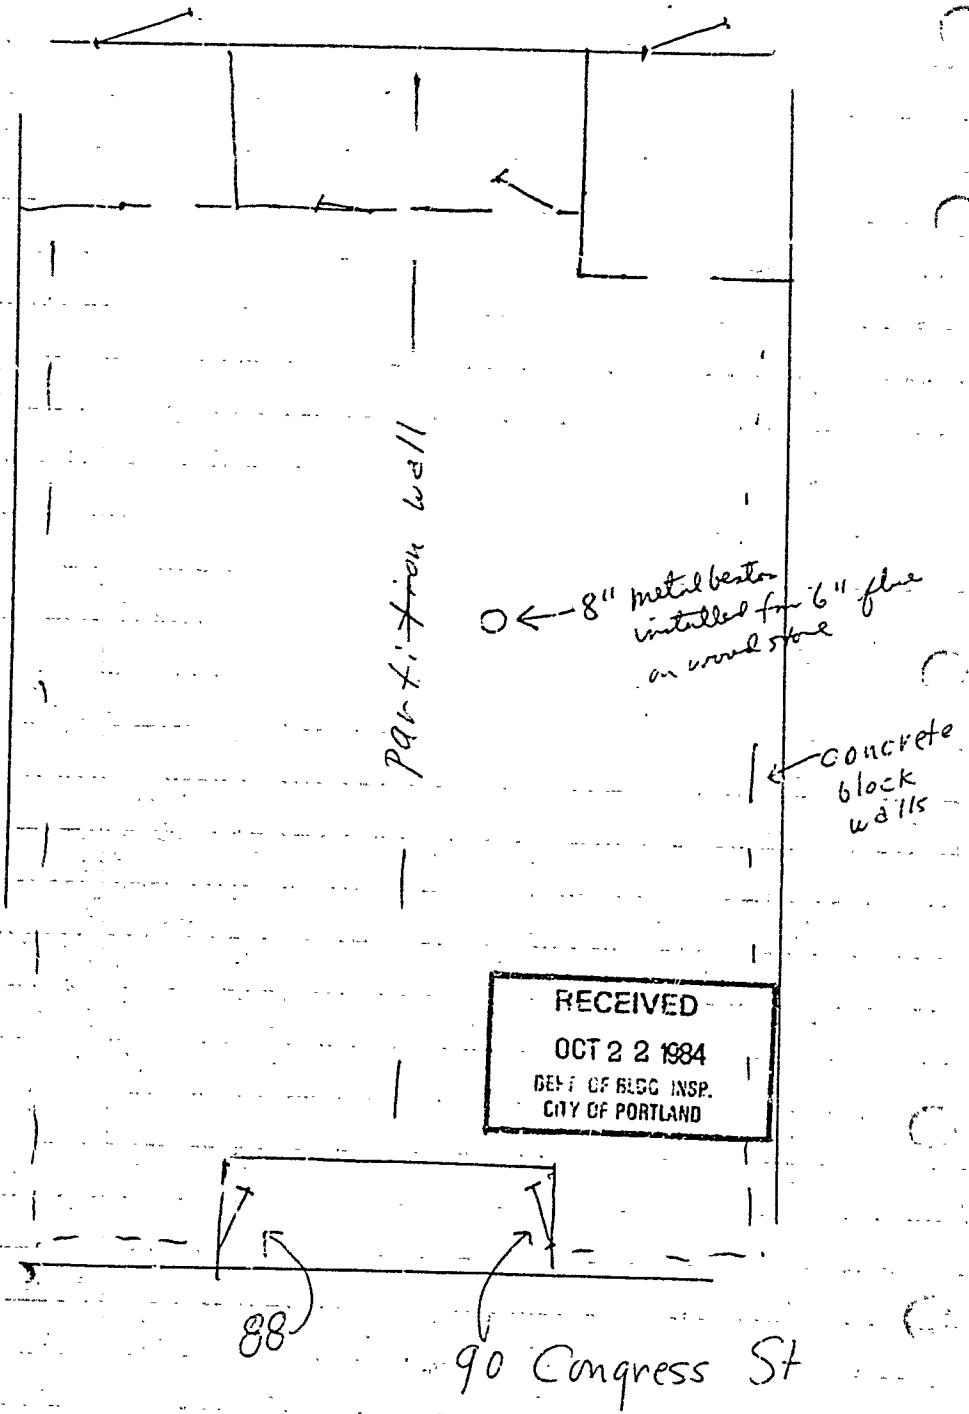 Partition wall
8" metalbestos
installed for 6" flue
on wood stove
concrete
block
walls
RECEIVED
OCT 22 1984
DEPT OF BLDG INSP.
CITY OF PORTLAND
88
90 Congress St